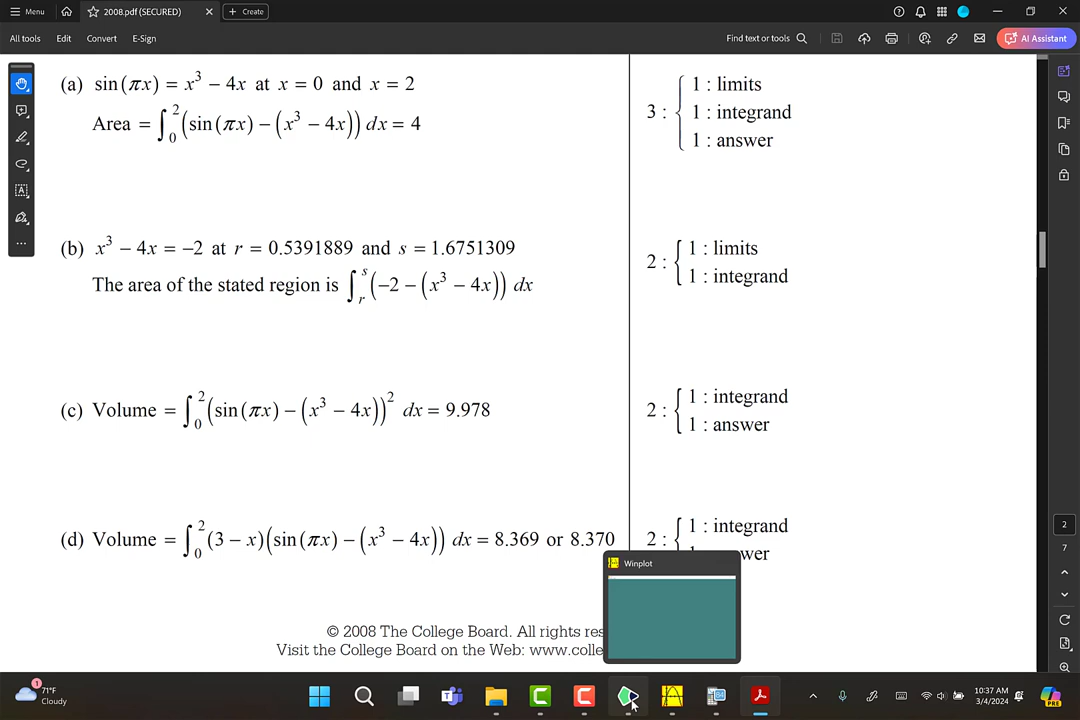 Menu
2008.pdf (SECURED)
Create
All tools Edit Convert E-Sign
Find text or tools
AI Assistant
(a) sin(πx) = x³ − 4x at x = 0 and x = 2
Area = ∫₀² (sin(πx) − (x³ − 4x)) dx = 4
3 : { 1 : limits
1 : integrand
1 : answer
(b) x³ − 4x = −2 at r = 0.5391889 and s = 1.6751309
The area of the stated region is ∫ᵣˢ (−2 − (x³ − 4x)) dx
2 : { 1 : limits
1 : integrand
(c) Volume = ∫₀² (sin(πx) − (x³ − 4x))² dx = 9.978
2 : { 1 : integrand
1 : answer
(d) Volume = ∫₀² (3 − x)(sin(πx) − (x³ − 4x)) dx = 8.369 or 8.370
2 : { 1 : integrand
wer
Winplot
© 2008 The College Board. All rights res
Visit the College Board on the Web: www.colle
2
7
1
71°F
Cloudy
10:37 AM
3/4/2024
PRE